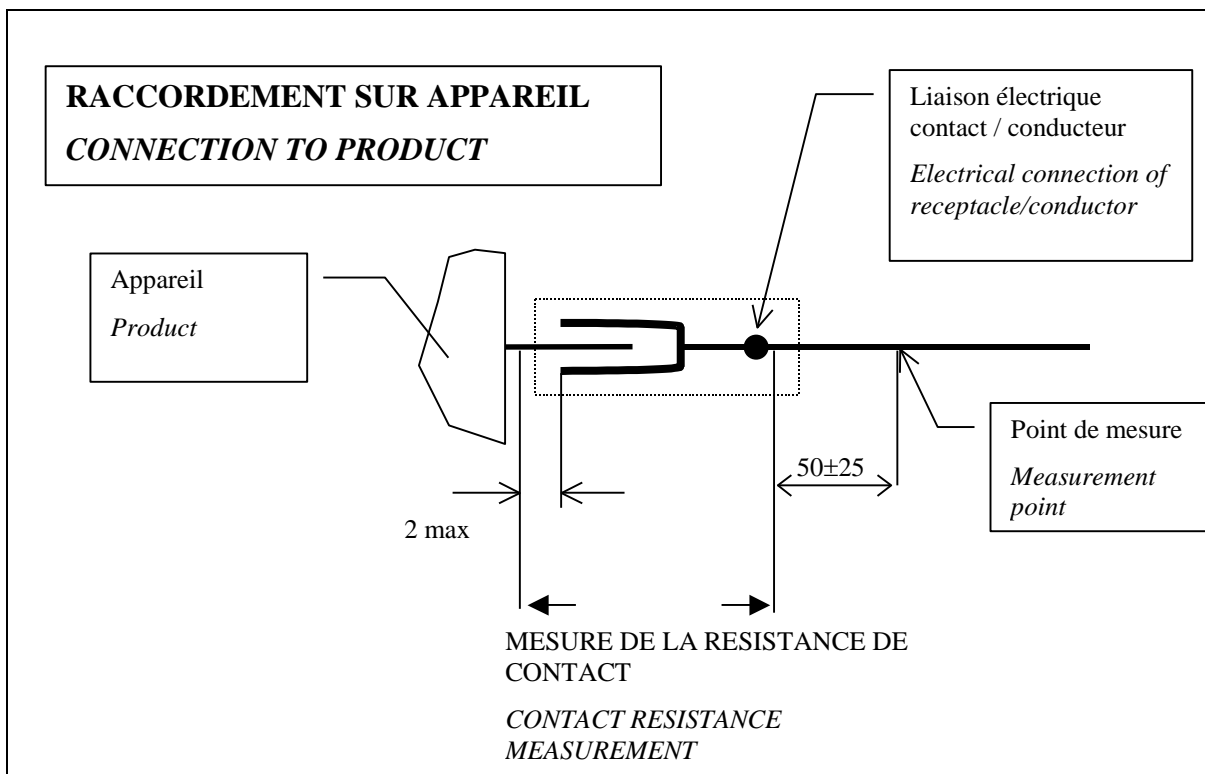 RACCORDEMENT SUR APPAREIL
CONNECTION TO PRODUCT
Liaison électrique
contact / conducteur
Electrical connection of
receptacle/conductor
Appareil
Product
Point de mesure
Measurement
point
50±25
2 max
MESURE DE LA RESISTANCE DE
CONTACT
CONTACT RESISTANCE
MEASUREMENT